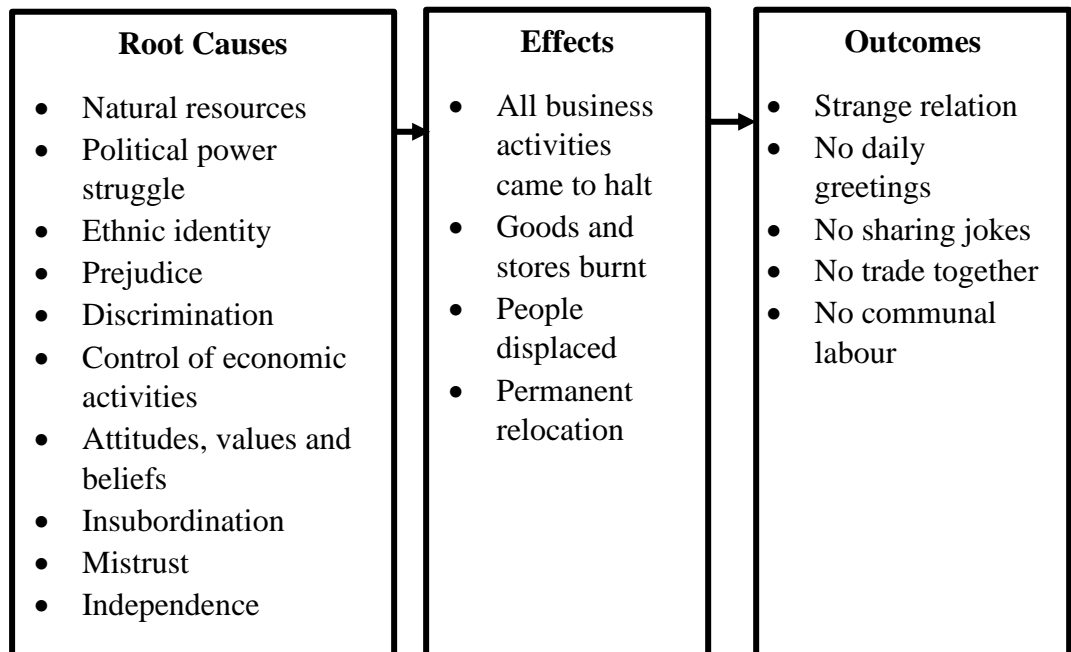 Root Causes
• Natural resources
• Political power
struggle
• Ethnic identity
• Prejudice
• Discrimination
• Control of economic
activities
• Attitudes, values and
beliefs
• Insubordination
• Mistrust
• Independence
Effects
• All business
activities
came to halt
• Goods and
stores burnt
• People
displaced
• Permanent
relocation
Outcomes
• Strange relation
• No daily
greetings
• No sharing jokes
• No trade together
• No communal
labour